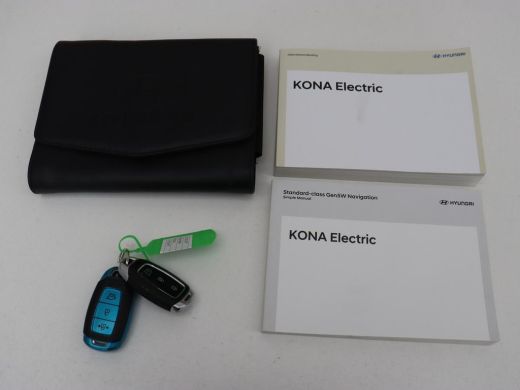 HYUNDAI
KONA Electric
Standard-class Gen5W Navigation
Simple Manual
HYUNDAI
KONA Electric